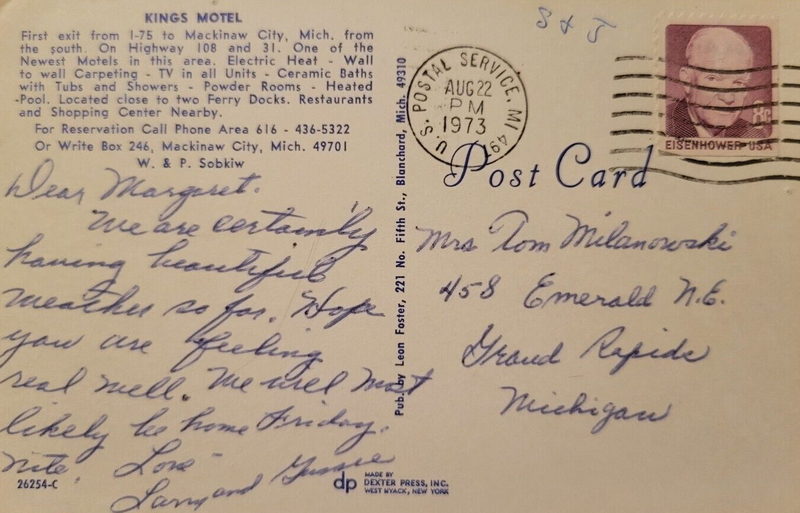 KINGS MOTEL
First exit from I-75 to Mackinaw City, Mich. from
the south. On Highway 108 and 31. One of the
Newest Motels in this area. Electric Heat - Wall
to wall Carpeting - TV in all Units - Ceramic Baths
with Tubs and Showers - Powder Rooms - Heated
-Pool. Located close to two Ferry Docks. Restaurants
and Shopping Center Nearby.
For Reservation Call Phone Area 616 - 436-5322
Or Write Box 246, Mackinaw City, Mich. 49701
W. & P. Sobkiw
Dear Margaret.
We are certainly
having beautiful
weather so far. Hope
you are feeling
real well. We will most
likely be home Friday.
nite. Love
Larry and Gussie
26254-C
Pub. by Leon Foster, 221 No. Fifth St., Blanchard, Mich. 49310
dp MADE BY
DEXTER PRESS, INC.
WEST NYACK, NEW YORK
S & J
U.S. POSTAL SERVICE, MI 497
AUG 22
PM
1973
8c
EISENHOWER·USA
Post Card
Mrs Tom Milanowski
458 Emerald N.E.
Grand Rapids
Michigan